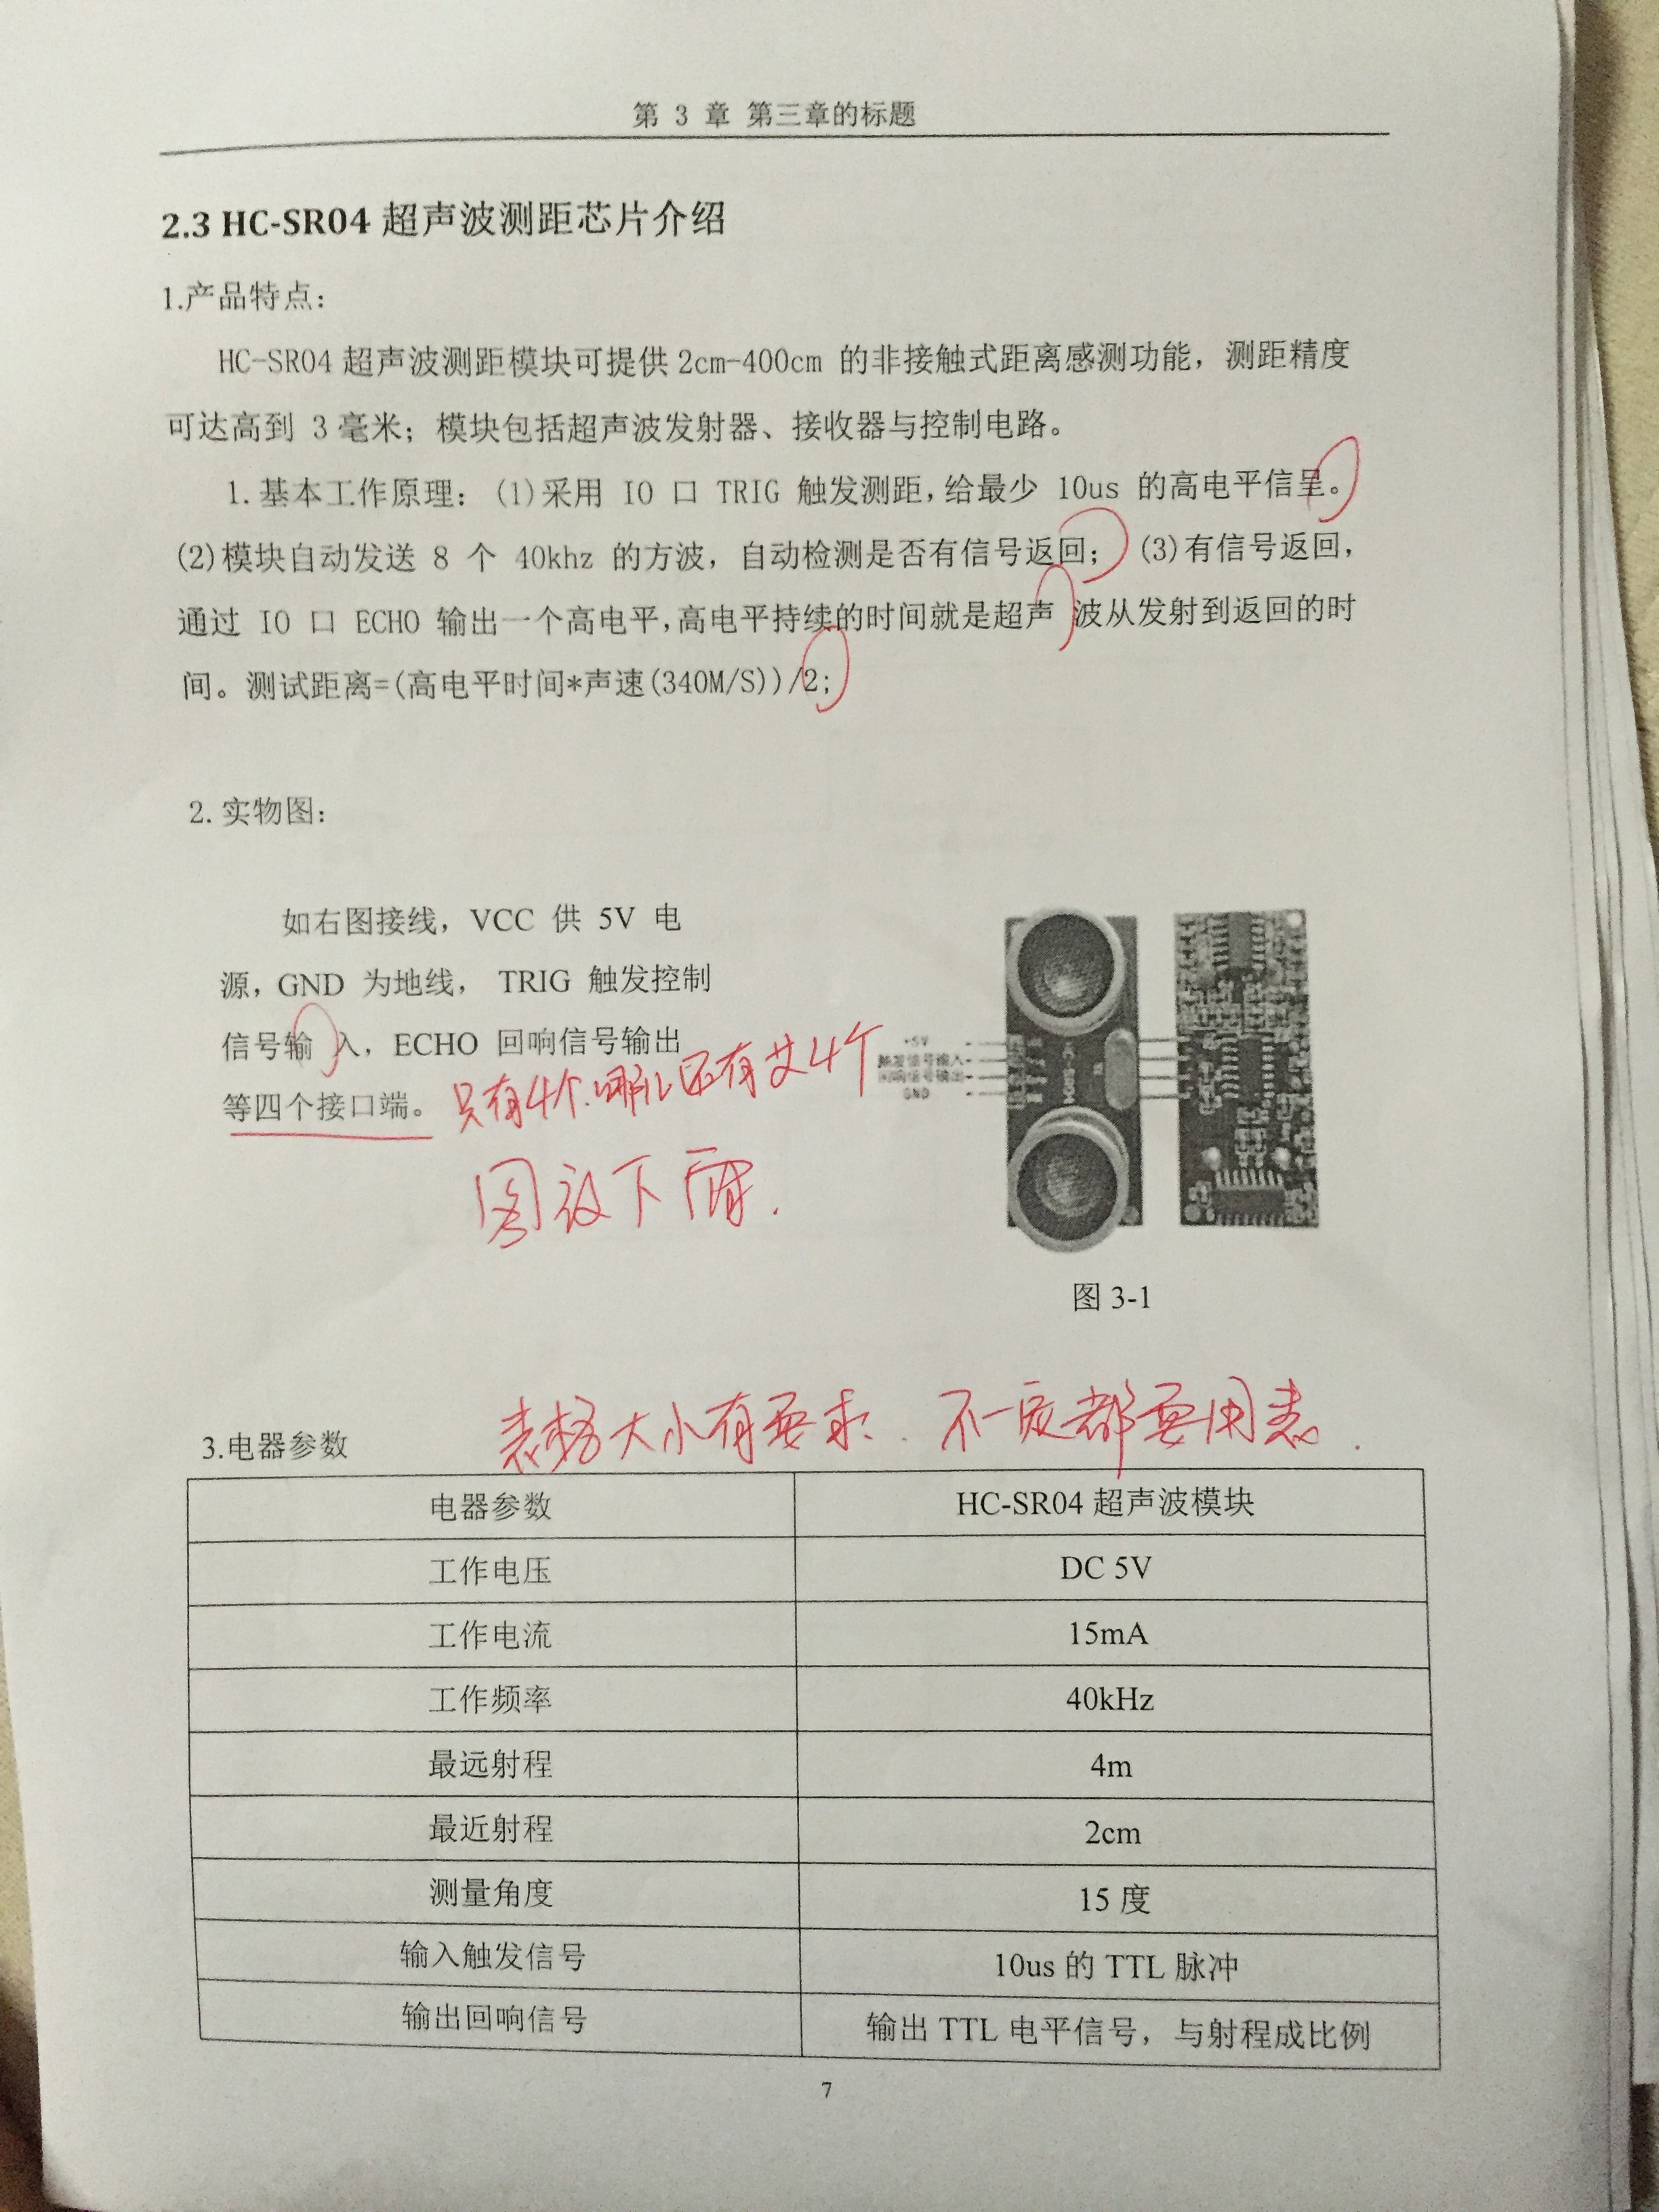 第 3 章 第三章的标题
2.3 HC-SR04 超声波测距芯片介绍
1.产品特点：
HC-SR04 超声波测距模块可提供 2cm-400cm 的非接触式距离感测功能，测距精度
可达高到 3 毫米；模块包括超声波发射器、接收器与控制电路。
1.基本工作原理：(1)采用 IO 口 TRIG 触发测距,给最少 10us 的高电平信呈。
(2)模块自动发送 8 个 40khz 的方波，自动检测是否有信号返回；(3)有信号返回，
通过 IO 口 ECHO 输出一个高电平,高电平持续的时间就是超声 波从发射到返回的时
间。测试距离=(高电平时间*声速(340M/S))/2;
2.实物图：
如右图接线，VCC 供 5V 电
源，GND 为地线， TRIG 触发控制
信号输 入，ECHO 回响信号输出
等四个接口端。
只有4个.哪儿还有其4个
图放下面.
+5V
触发信号输入
回响信号输出
GND
图 3-1
表格大小有要求. 不一定都要用表.
3.电器参数
电器参数 HC-SR04 超声波模块
工作电压 DC 5V
工作电流 15mA
工作频率 40kHz
最远射程 4m
最近射程 2cm
测量角度 15 度
输入触发信号 10us 的 TTL 脉冲
输出回响信号 输出 TTL 电平信号，与射程成比例
7